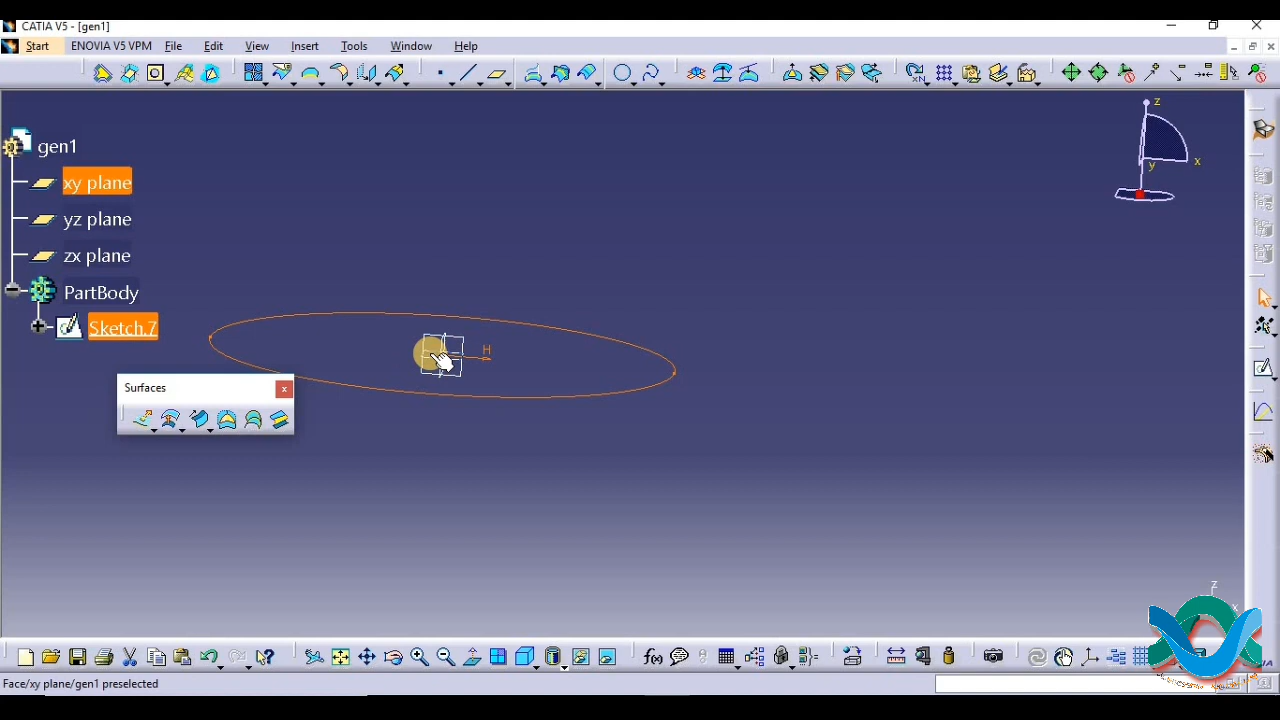 CATIA V5 - [gen1]
Start ENOVIA V5 VPM File Edit View Insert Tools Window Help
gen1
xy plane
yz plane
zx plane
PartBody
Sketch.7
Surfaces
H
z
x
y
z
x
f(x)
Face/xy plane/gen1 preselected